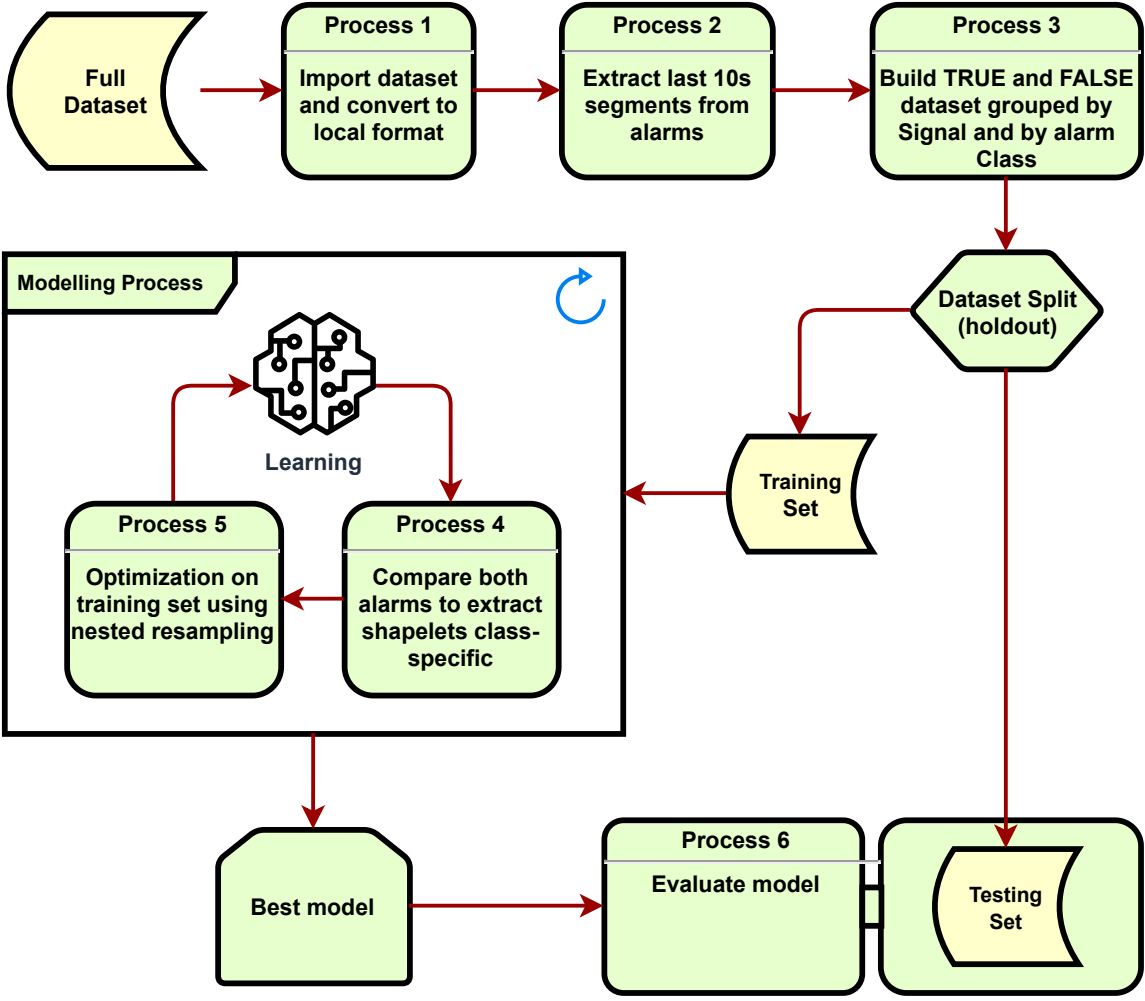 Full
Dataset
Process 1
Import dataset
and convert to
local format
Process 2
Extract last 10s
segments from
alarms
Process 3
Build TRUE and FALSE
dataset grouped by
Signal and by alarm
Class
Dataset Split
(holdout)
Training
Set
Modelling Process
Learning
Process 5
Optimization on
training set using
nested resampling
Process 4
Compare both
alarms to extract
shapelets class-
specific
Best model
Process 6
Evaluate model
Testing
Set